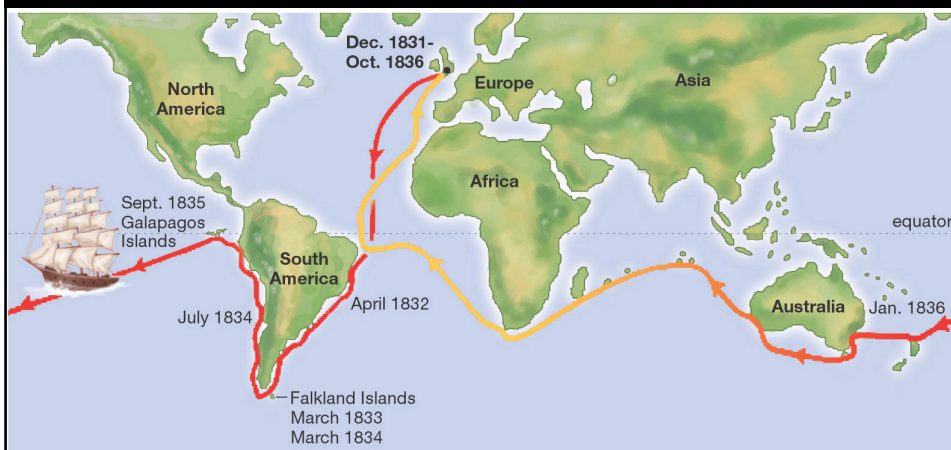 Dec. 1831-
Oct. 1836
North
America
Europe
Asia
Africa
Sept. 1835
Galapagos
Islands
equator
South
America
July 1834
April 1832
Australia
Jan. 1836
Falkland Islands
March 1833
March 1834